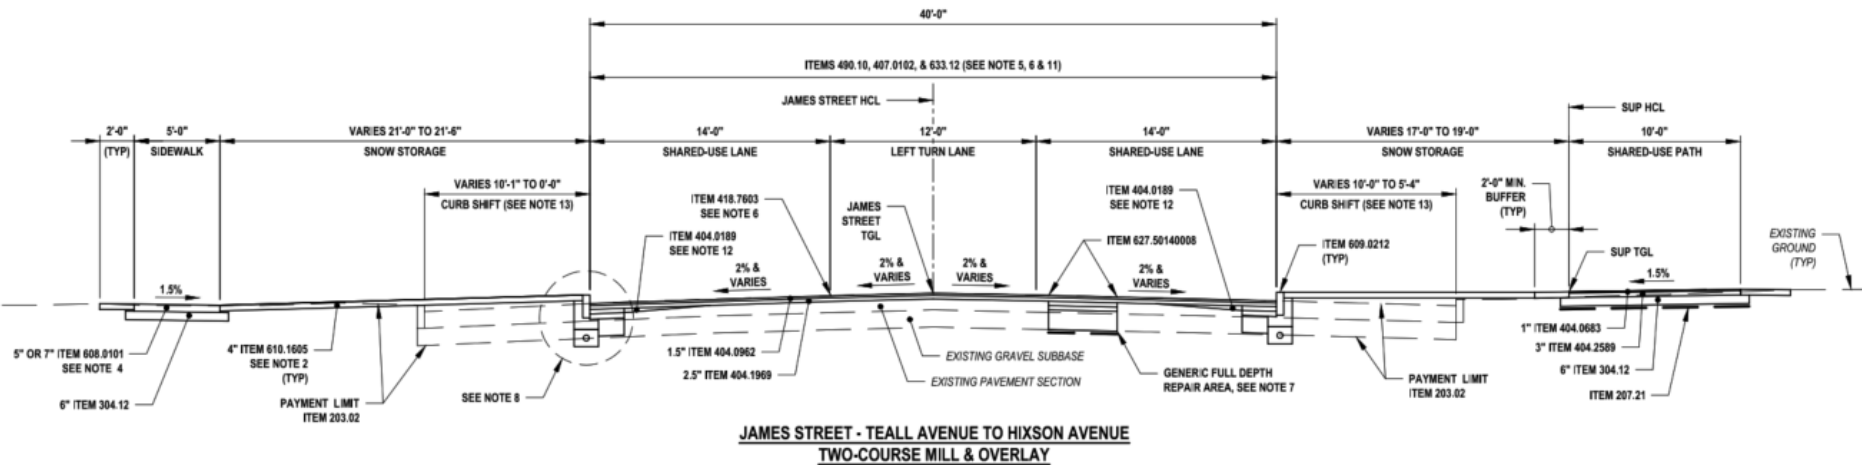 40'-0"
ITEMS 490.10, 407.0102, & 633.12 (SEE NOTE 5, 6 & 11)
JAMES STREET HCL
SUP HCL
2'-0"
(TYP)
5'-0"
SIDEWALK
VARIES 21'-0" TO 21'-6"
SNOW STORAGE
14'-0"
SHARED-USE LANE
12'-0"
LEFT TURN LANE
14'-0"
SHARED-USE LANE
VARIES 17'-0" TO 19'-0"
SNOW STORAGE
10'-0"
SHARED-USE PATH
VARIES 10'-1" TO 0'-0"
CURB SHIFT (SEE NOTE 13)
ITEM 418.7603
SEE NOTE 6
ITEM 404.0189
SEE NOTE 12
JAMES
STREET
TGL
ITEM 404.0189
SEE NOTE 12
ITEM 627.50140008
VARIES 10'-0" TO 5'-4"
CURB SHIFT (SEE NOTE 13)
2'-0" MIN.
BUFFER
(TYP)
ITEM 609.0212
(TYP)
SUP TGL
EXISTING
GROUND
(TYP)
1.5%
2% &
VARIES
2% &
VARIES
2% &
VARIES
2% &
VARIES
1.5%
5" OR 7" ITEM 608.0101
SEE NOTE 4
6" ITEM 304.12
4" ITEM 610.1605
SEE NOTE 2
(TYP)
PAYMENT LIMIT
ITEM 203.02
SEE NOTE 8
1.5" ITEM 404.0962
2.5" ITEM 404.1969
EXISTING GRAVEL SUBBASE
EXISTING PAVEMENT SECTION
GENERIC FULL DEPTH
REPAIR AREA, SEE NOTE 7
PAYMENT LIMIT
ITEM 203.02
1" ITEM 404.0683
3" ITEM 404.2589
6" ITEM 304.12
ITEM 207.21
JAMES STREET - TEALL AVENUE TO HIXSON AVENUE
TWO-COURSE MILL & OVERLAY